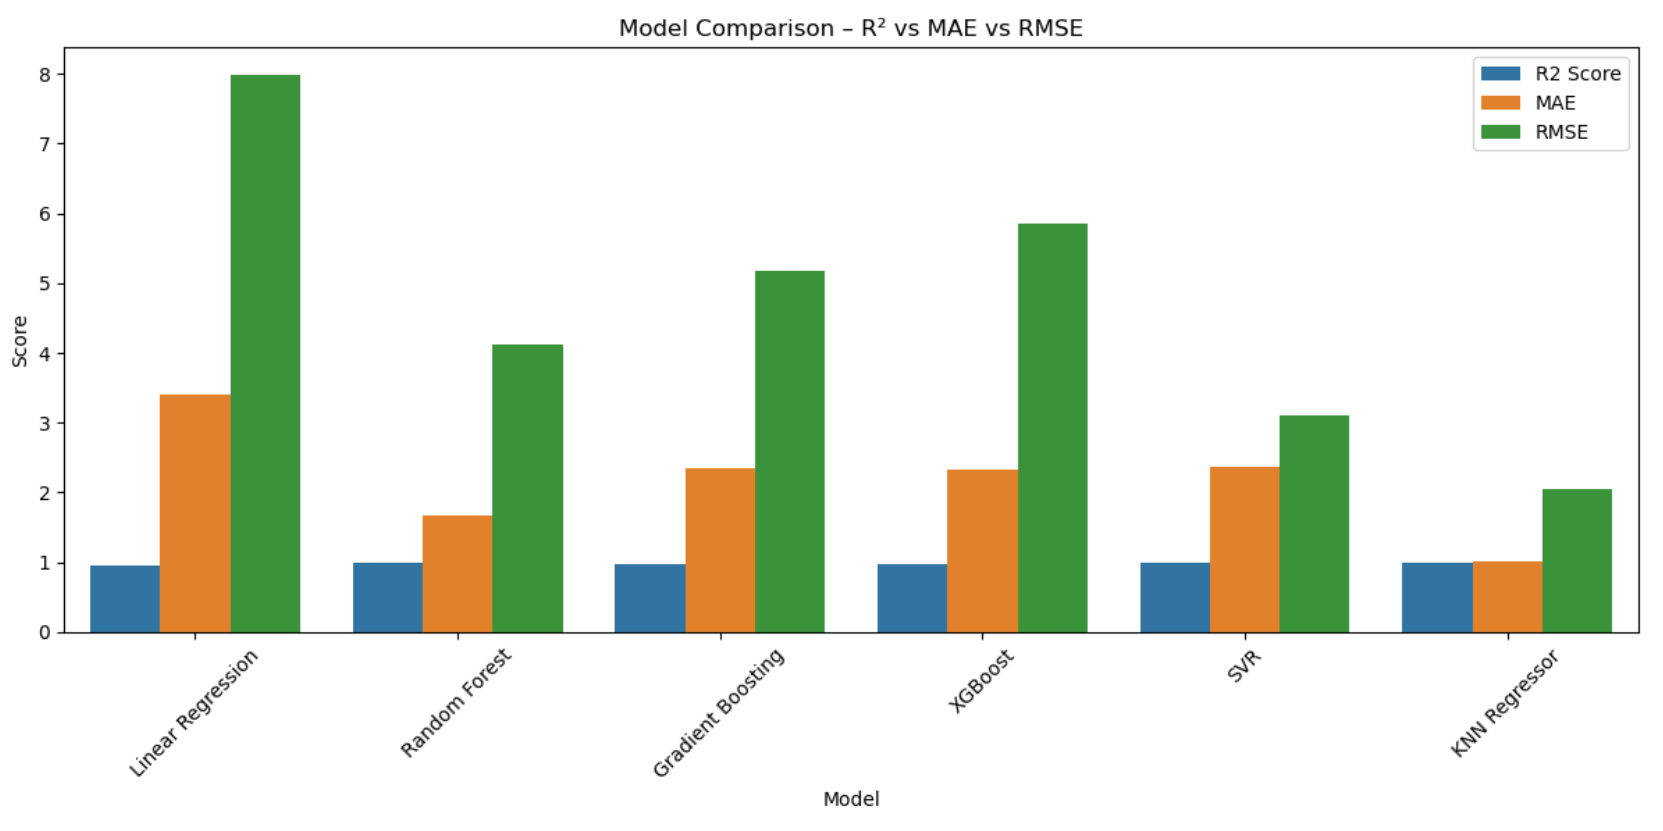 Model Comparison – R² vs MAE vs RMSE
R2 Score
MAE
RMSE
Score
8
7
6
5
4
3
2
1
0
Linear Regression
Random Forest
Gradient Boosting
XGBoost
SVR
KNN Regressor
Model